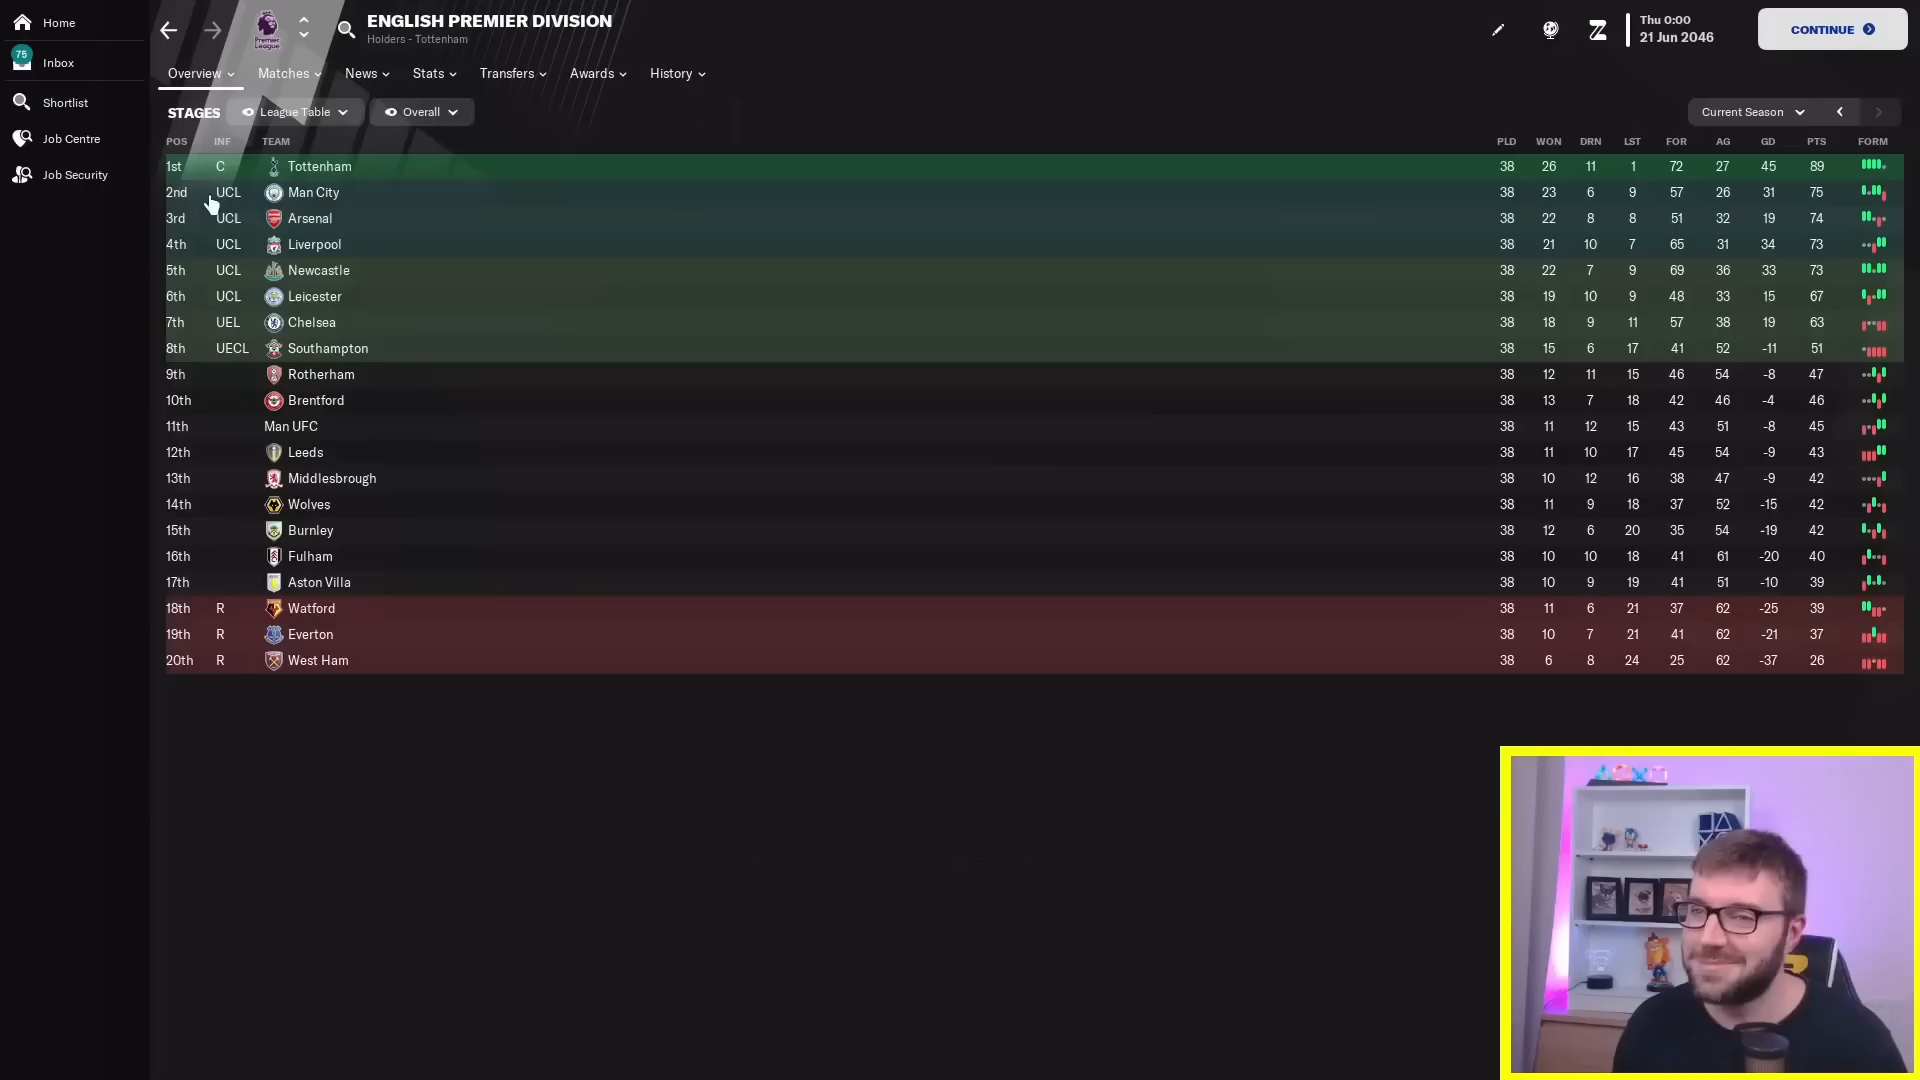 Home
75
Inbox
Shortlist
Job Centre
Job Security
Premier League
ENGLISH PREMIER DIVISION
Holders - Tottenham
Thu 0:00
21 Jun 2046
CONTINUE
Overview Matches News Stats Transfers Awards History
STAGES League Table Overall Current Season
POS INF TEAM PLD WON DRN LST FOR AG GD PTS FORM
1st C Tottenham 38 26 11 1 72 27 45 89
2nd UCL Man City 38 23 6 9 57 26 31 75
3rd UCL Arsenal 38 22 8 8 51 32 19 74
4th UCL Liverpool 38 21 10 7 65 31 34 73
5th UCL Newcastle 38 22 7 9 69 36 33 73
6th UCL Leicester 38 19 10 9 48 33 15 67
7th UEL Chelsea 38 18 9 11 57 38 19 63
8th UECL Southampton 38 15 6 17 41 52 -11 51
9th Rotherham 38 12 11 15 46 54 -8 47
10th Brentford 38 13 7 18 42 46 -4 46
11th Man UFC 38 11 12 15 43 51 -8 45
12th Leeds 38 11 10 17 45 54 -9 43
13th Middlesbrough 38 10 12 16 38 47 -9 42
14th Wolves 38 11 9 18 37 52 -15 42
15th Burnley 38 12 6 20 35 54 -19 42
16th Fulham 38 10 10 18 41 61 -20 40
17th Aston Villa 38 10 9 19 41 51 -10 39
18th R Watford 38 11 6 21 37 62 -25 39
19th R Everton 38 10 7 21 41 62 -21 37
20th R West Ham 38 6 8 24 25 62 -37 26